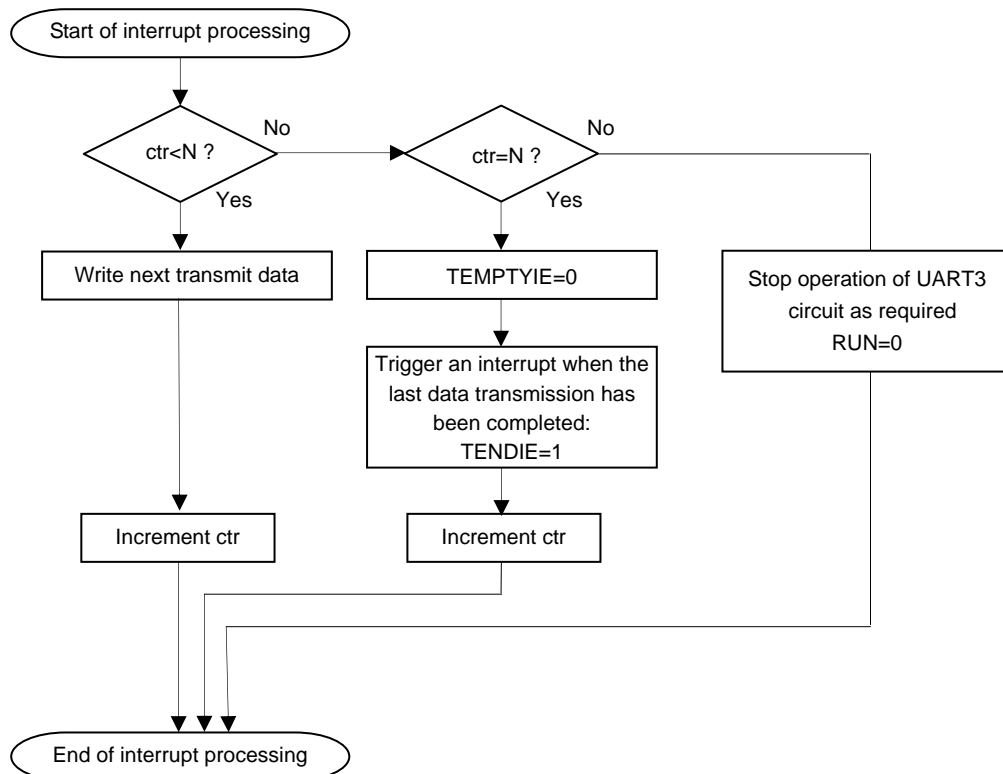 Start of interrupt processing
ctr<N ?
No
Yes
ctr=N ?
No
Yes
Write next transmit data
TEMPTYIE=0
Stop operation of UART3
circuit as required
RUN=0
Trigger an interrupt when the
last data transmission has
been completed:
TENDIE=1
Increment ctr
Increment ctr
End of interrupt processing